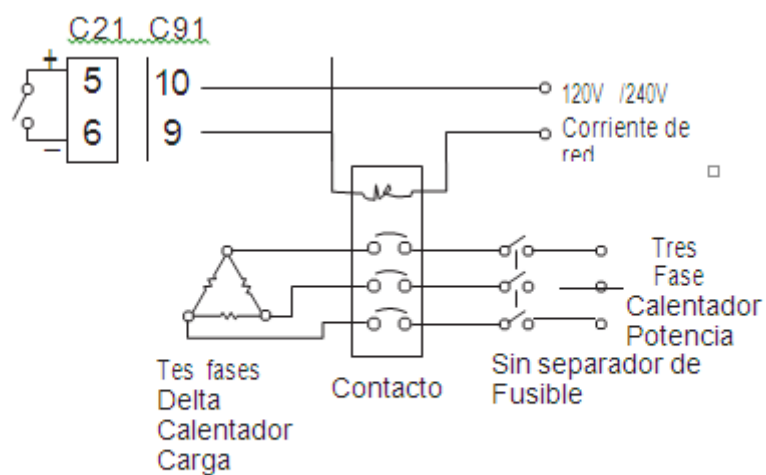 C21 C91
+
5 10
6 9
−
120V /240V
Corriente de
red
Tres
Fase
Calentador
Potencia
Sin separador de
Fusible
Contacto
Tes fases
Delta
Calentador
Carga